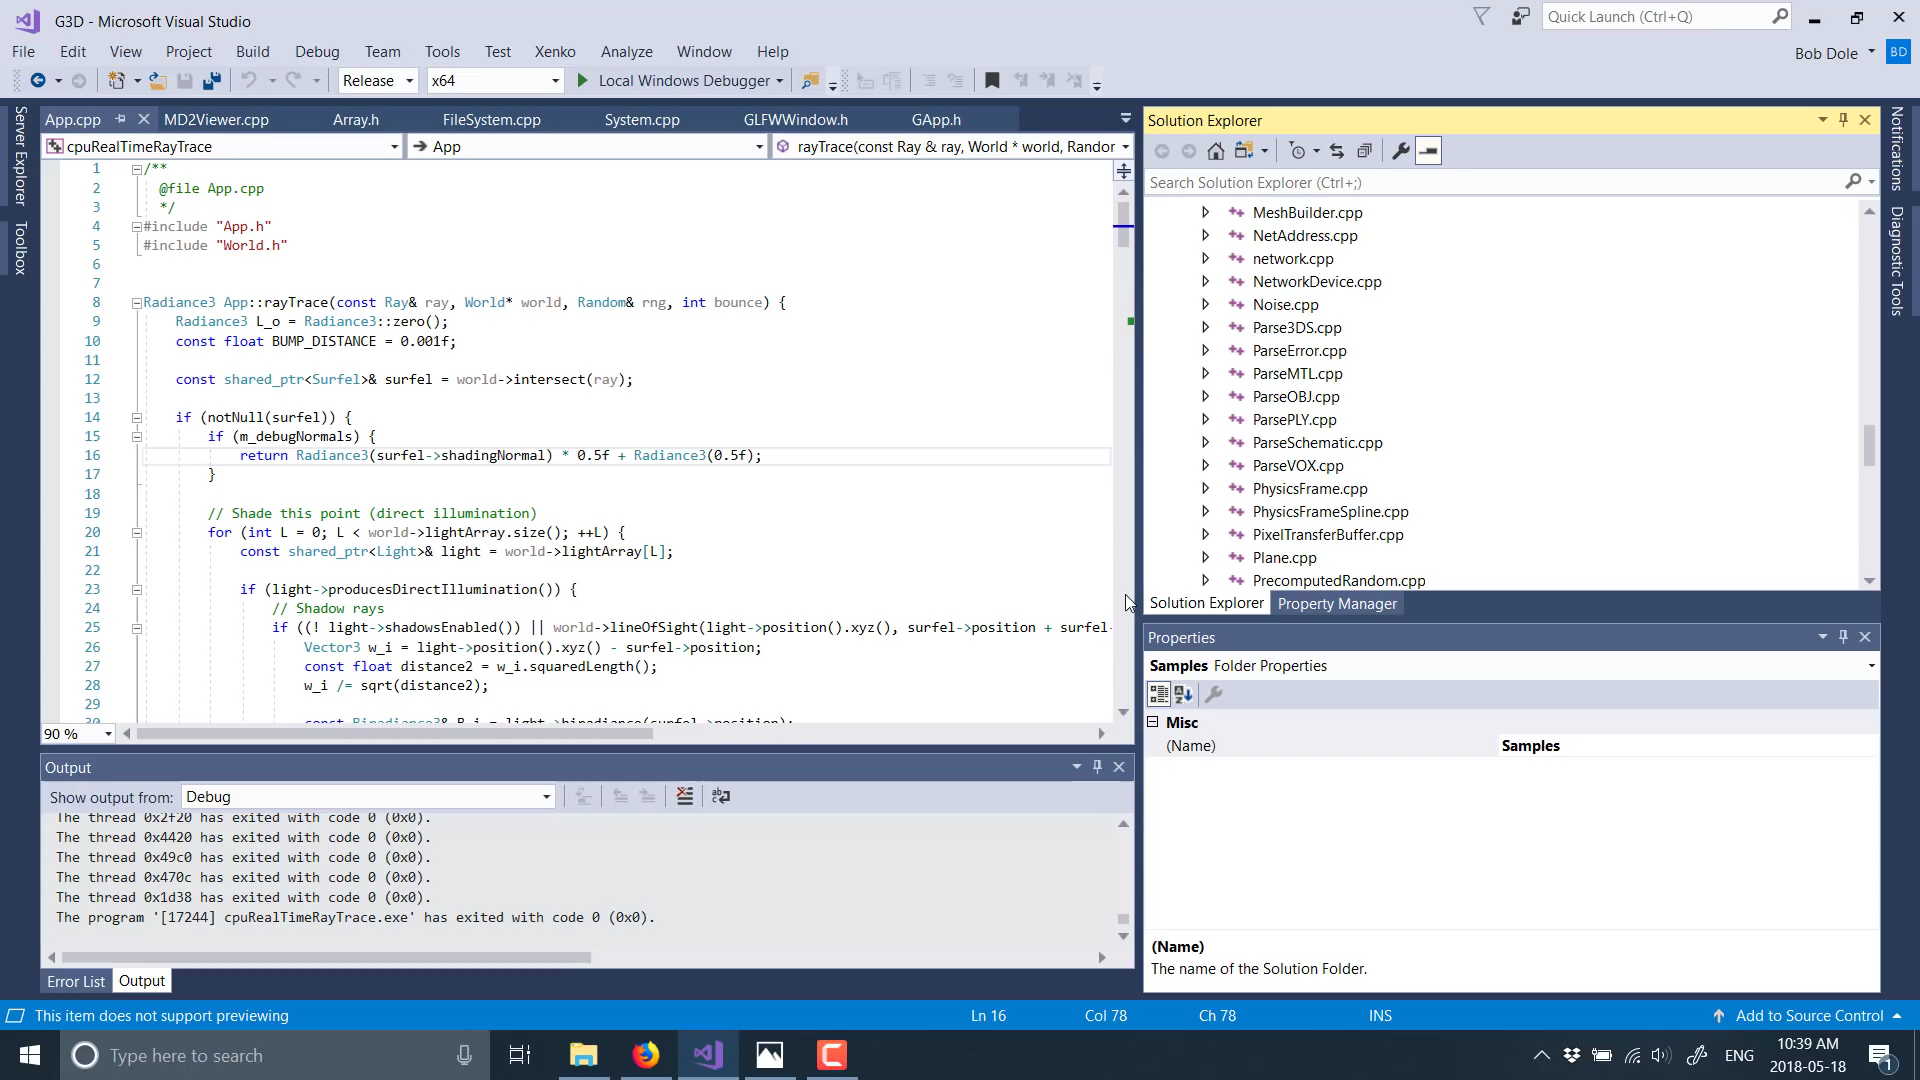 G3D - Microsoft Visual Studio
Quick Launch (Ctrl+Q)
File Edit View Project Build Debug Team Tools Test Xenko Analyze Window Help
Bob Dole BD
Release x64 Local Windows Debugger
Server Explorer
Toolbox
App.cpp MD2Viewer.cpp Array.h FileSystem.cpp System.cpp GLFWWindow.h GApp.h
cpuRealTimeRayTrace App rayTrace(const Ray & ray, World * world, Randor
1 /**
2 @file App.cpp
3 */
4 #include "App.h"
5 #include "World.h"
6
7
8 Radiance3 App::rayTrace(const Ray& ray, World* world, Random& rng, int bounce) {
9 Radiance3 L_o = Radiance3::zero();
10 const float BUMP_DISTANCE = 0.001f;
11
12 const shared_ptr<Surfel>& surfel = world->intersect(ray);
13
14 if (notNull(surfel)) {
15 if (m_debugNormals) {
16 return Radiance3(surfel->shadingNormal) * 0.5f + Radiance3(0.5f);
17 }
18
19 // Shade this point (direct illumination)
20 for (int L = 0; L < world->lightArray.size(); ++L) {
21 const shared_ptr<Light>& light = world->lightArray[L];
22
23 if (light->producesDirectIllumination()) {
24 // Shadow rays
25 if ((! light->shadowsEnabled()) || world->lineOfSight(light->position().xyz(), surfel->position + surfel-
26 Vector3 w_i = light->position().xyz() - surfel->position;
27 const float distance2 = w_i.squaredLength();
28 w_i /= sqrt(distance2);
29
30 const Biradiance3& B_i = light->biradiance(surfel->position);
90 %
Output
Show output from: Debug
The thread 0x2f20 has exited with code 0 (0x0).
The thread 0x4420 has exited with code 0 (0x0).
The thread 0x49c0 has exited with code 0 (0x0).
The thread 0x470c has exited with code 0 (0x0).
The thread 0x1d38 has exited with code 0 (0x0).
The program '[17244] cpuRealTimeRayTrace.exe' has exited with code 0 (0x0).
Error List Output
Solution Explorer
Search Solution Explorer (Ctrl+;)
MeshBuilder.cpp
NetAddress.cpp
network.cpp
NetworkDevice.cpp
Noise.cpp
Parse3DS.cpp
ParseError.cpp
ParseMTL.cpp
ParseOBJ.cpp
ParsePLY.cpp
ParseSchematic.cpp
ParseVOX.cpp
PhysicsFrame.cpp
PhysicsFrameSpline.cpp
PixelTransferBuffer.cpp
Plane.cpp
PrecomputedRandom.cpp
Solution Explorer Property Manager
Properties
Samples Folder Properties
Misc
(Name) Samples
(Name)
The name of the Solution Folder.
Notifications
Diagnostic Tools
This item does not support previewing Ln 16 Col 78 Ch 78 INS Add to Source Control
Type here to search
ENG
10:39 AM
2018-05-18
1